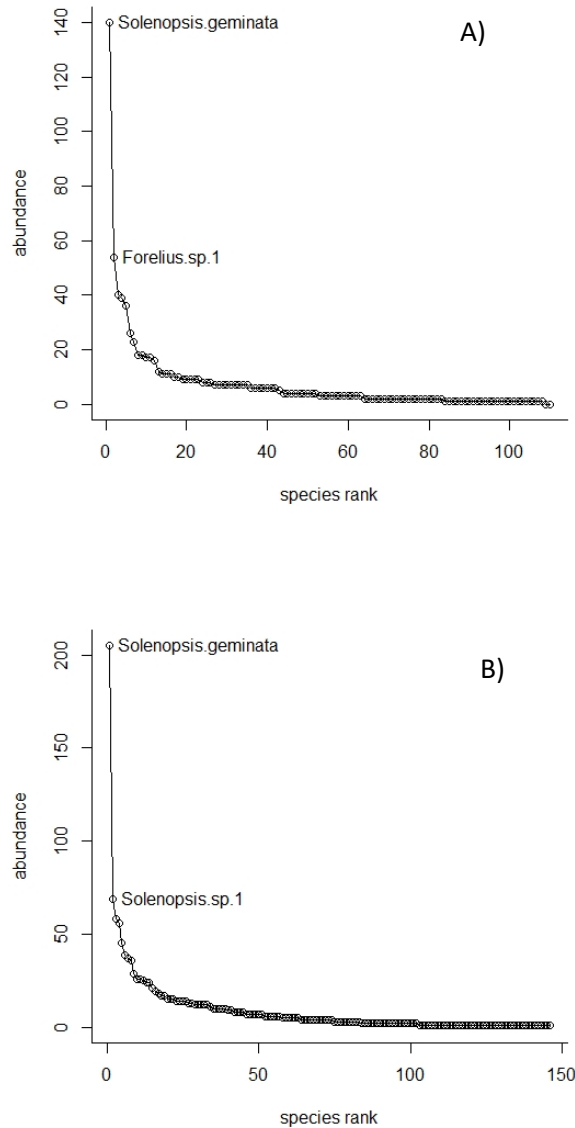 Solenopsis.geminata
A)
140
120
100
80
60
40
20
0
abundance
Forelius.sp.1
0 20 40 60 80 100
species rank
Solenopsis.geminata
B)
200
150
100
50
0
abundance
Solenopsis.sp.1
0 50 100 150
species rank